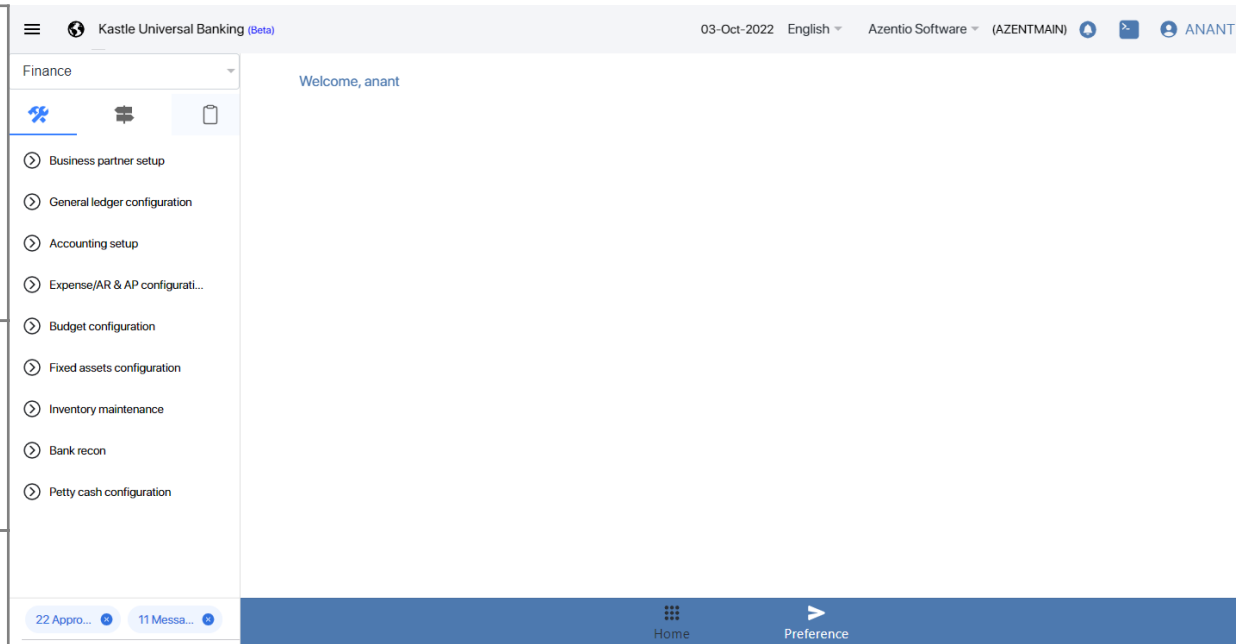 Kastle Universal Banking (Beta)
03-Oct-2022 English Azentio Software (AZENTMAIN) ANANT
Finance
Welcome, anant
Business partner setup
General ledger configuration
Accounting setup
Expense/AR & AP configurati...
Budget configuration
Fixed assets configuration
Inventory maintenance
Bank recon
Petty cash configuration
22 Appro... 11 Messa...
Home Preference